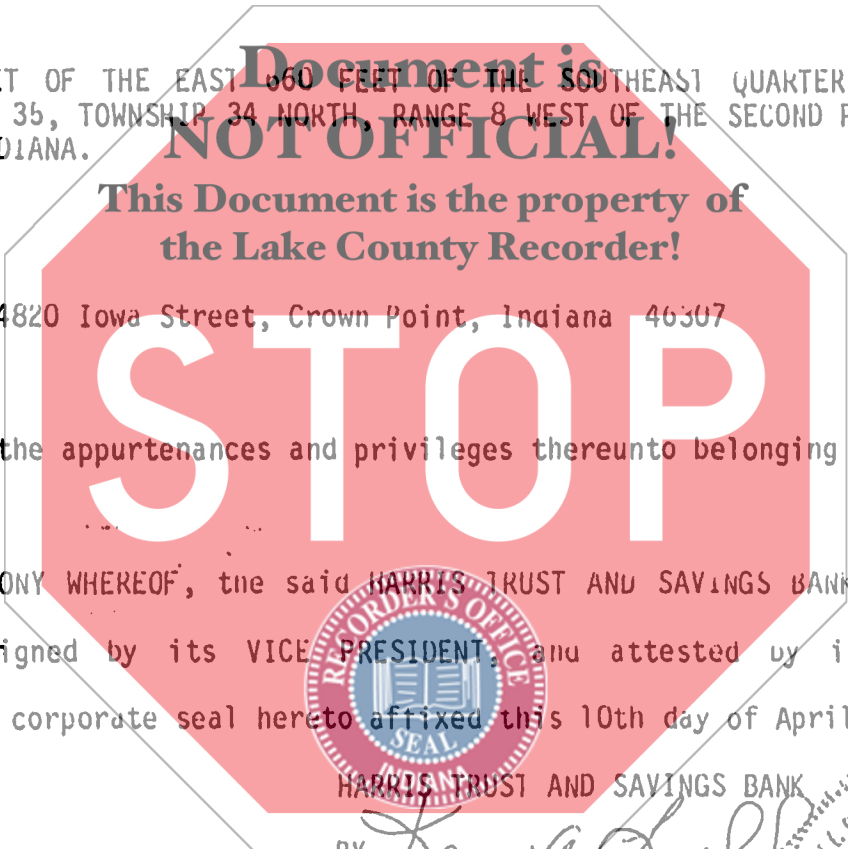 Document is
T OF THE EAST 660 FEET OF THE SOUTHEAST QUARTER
35, TOWNSHIP 34 NORTH, RANGE 8 WEST OF THE SECOND P
NOT OFFICIAL!
DIANA.
This Document is the property of
the Lake County Recorder!
4820 Iowa Street, Crown Point, Indiana 46307
STOP
the appurtenances and privileges thereunto belonging
ONY WHEREOF, the said HARRIS TRUST AND SAVINGS BANK
igned by its VICE PRESIDENT, and attested by i
RECORDER'S OFFICE
corporate seal hereto affixed this 10th day of April
SEAL
INDIANA
HARRIS TRUST AND SAVINGS BANK
BY